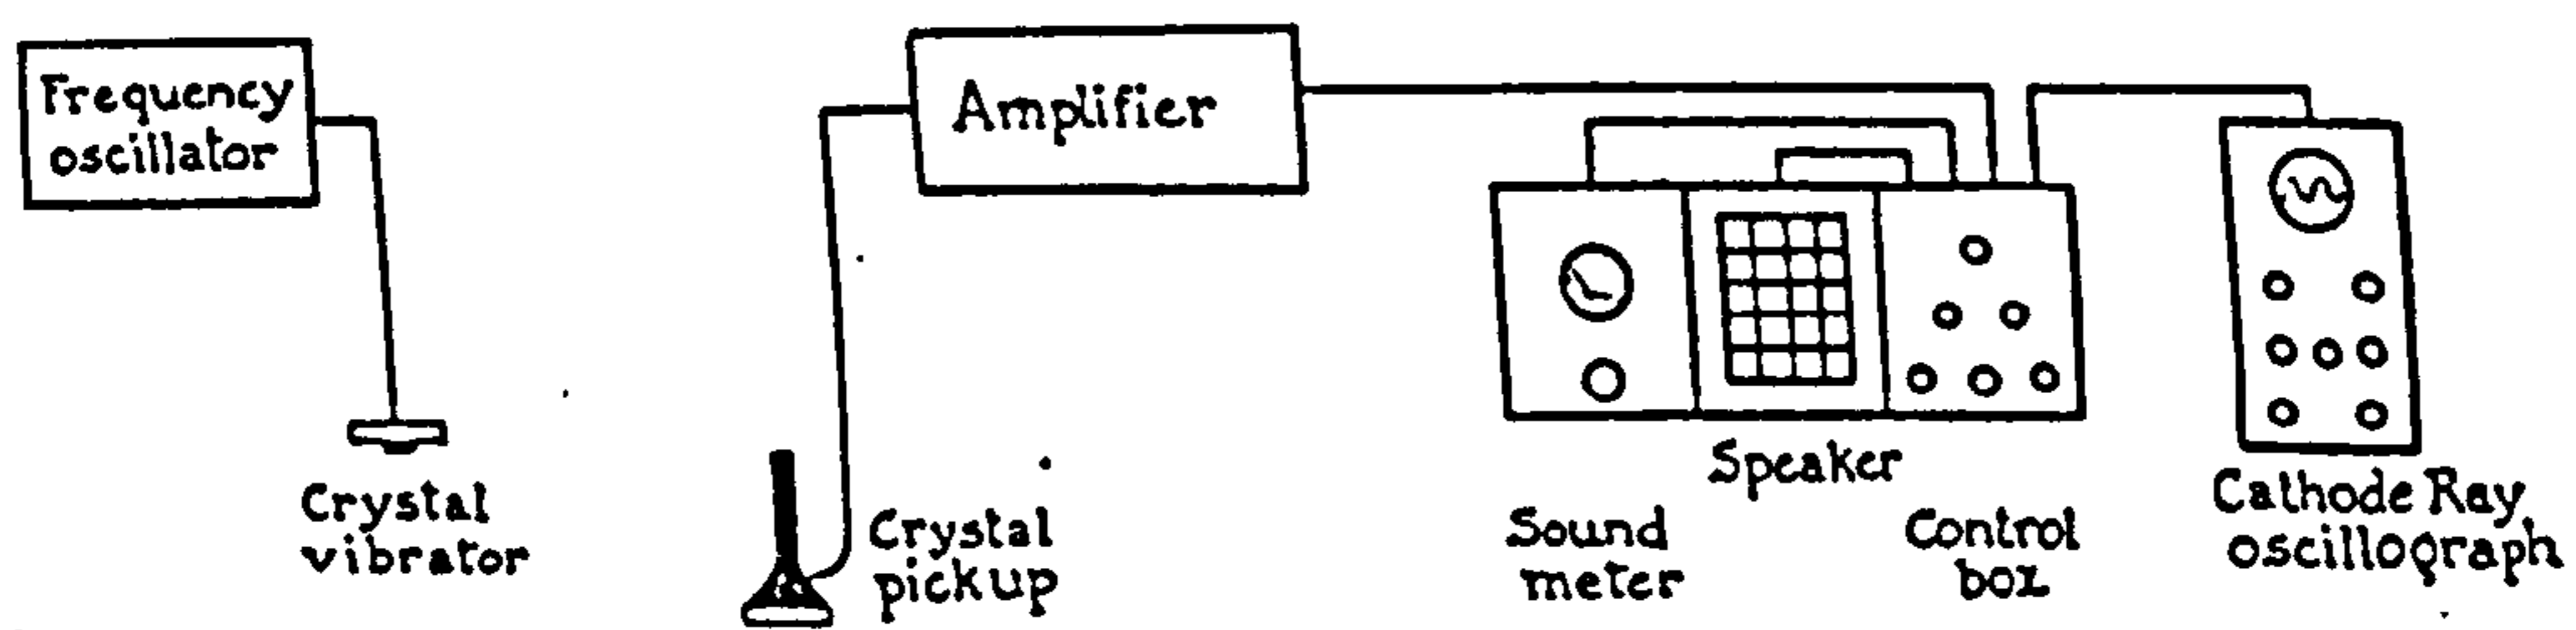 Frequency
oscillator
Crystal
vibrator
Amplifier
Crystal
pickup
Sound
meter
Speaker
Control
box
Cathode Ray
oscillograph